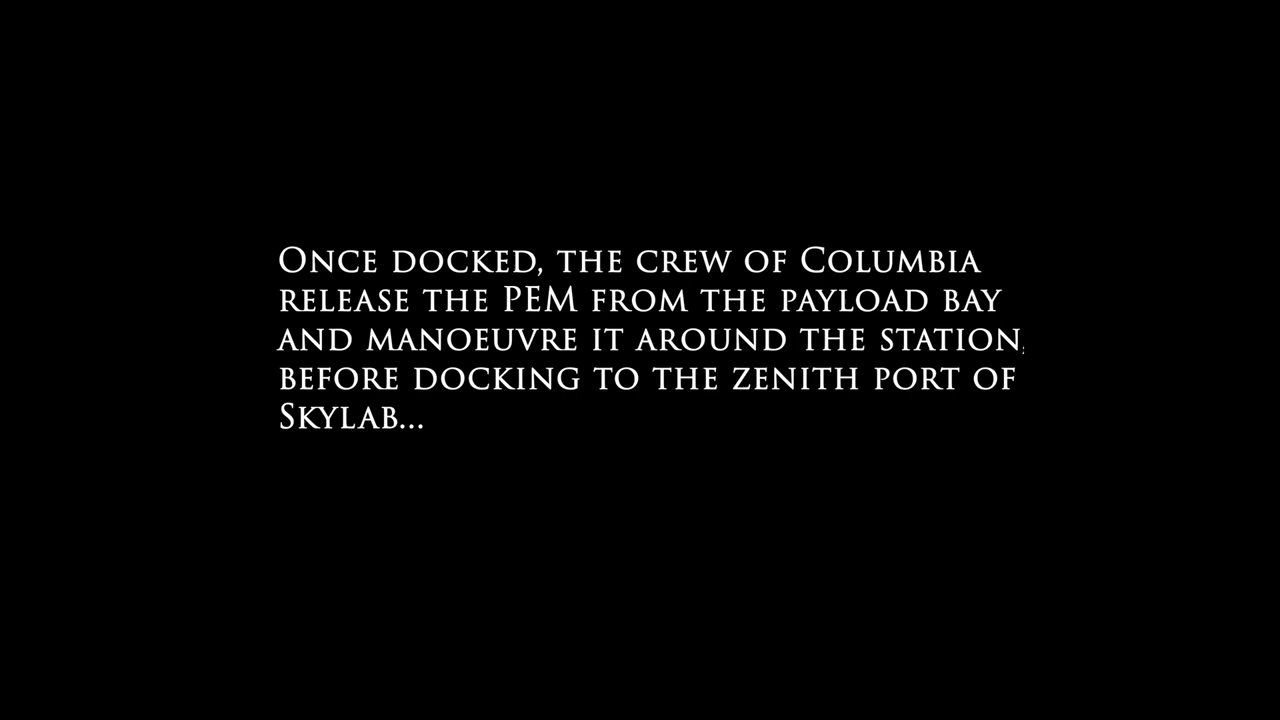 Once docked, the crew of Columbia
release the PEM from the payload bay
and manoeuvre it around the station,
before docking to the zenith port of
Skylab...